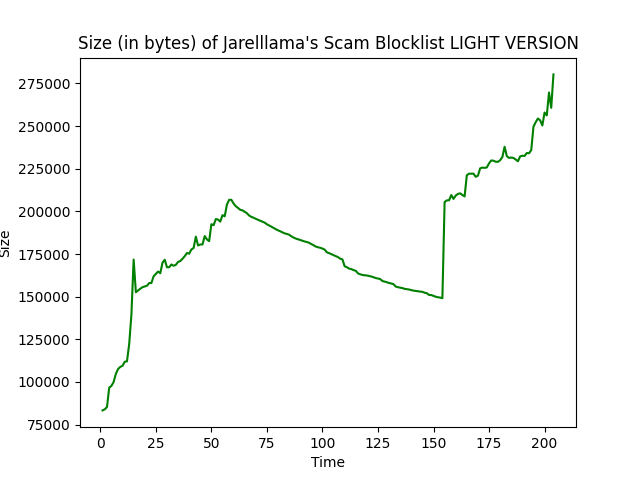 Size (in bytes) of Jarelllama's Scam Blocklist LIGHT VERSION
275000
250000
225000
200000
175000
150000
125000
100000
75000
Size
0 25 50 75 100 125 150 175 200
Time